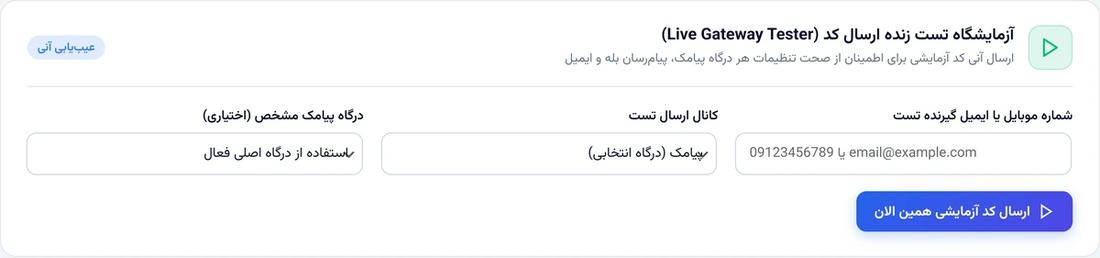 آزمایشگاه تست زنده ارسال کد (Live Gateway Tester)
ارسال آنی کد آزمایشی برای اطمینان از صحت تنظیمات هر درگاه پیامک، پیام‌رسان بله و ایمیل
عیب‌یابی آنی
شماره موبایل یا ایمیل گیرنده تست
09123456789 یا email@example.com
کانال ارسال تست
پیامک (درگاه انتخابی)
درگاه پیامک مشخص (اختیاری)
استفاده از درگاه اصلی فعال
ارسال کد آزمایشی همین الان